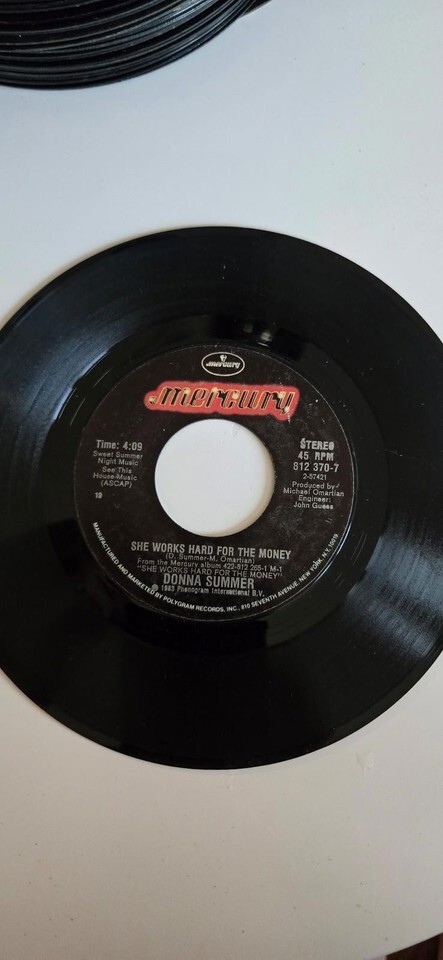 mercury
mercury
Time: 4:09
Sweet Summer
Night Music
See This
House-Music
(ASCAP)
STEREO
45 RPM
812 370-7
2-57421
Produced by
Michael Omartian
Engineer:
John Guess
SHE WORKS HARD FOR THE MONEY
(D. Summer-M. Omartian)
From the Mercury album 422-812 265-1 M-1
"SHE WORKS HARD FOR THE MONEY"
DONNA SUMMER
℗ 1983 Phonogram International B.V.
MANUFACTURED AND MARKETED BY POLYGRAM RECORDS, INC., 810 SEVENTH AVENUE, NEW YORK, N.Y. 10019